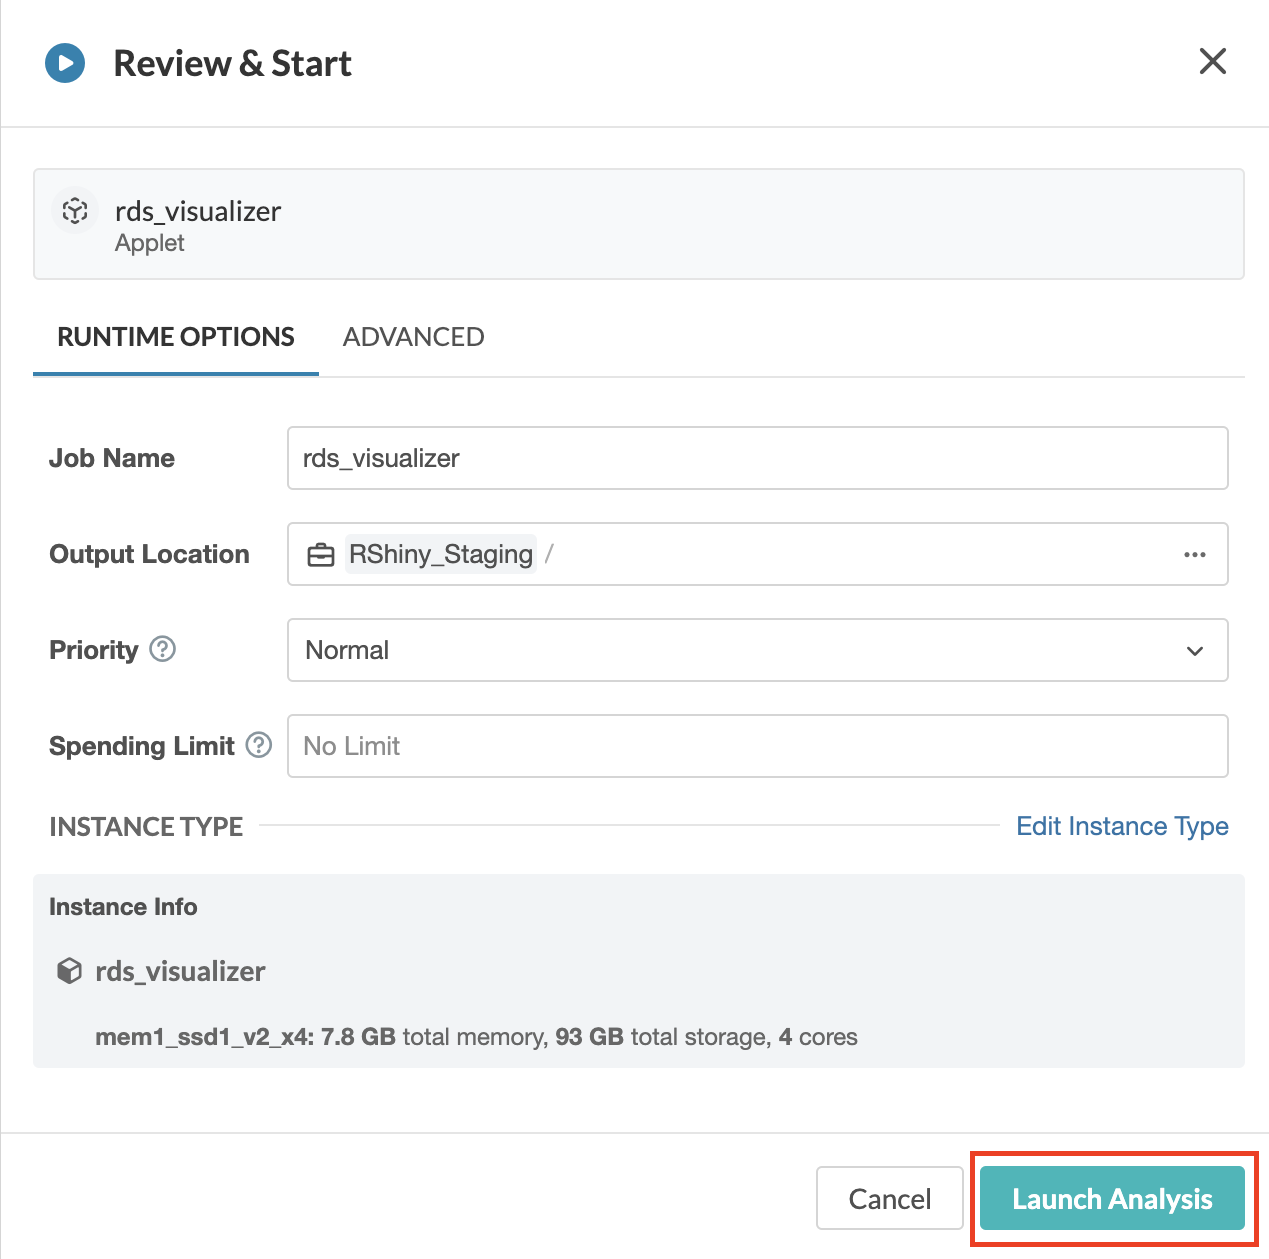 Review & Start
rds_visualizer
Applet
RUNTIME OPTIONS ADVANCED
Job Name rds_visualizer
Output Location RShiny_Staging /
Priority Normal
Spending Limit No Limit
INSTANCE TYPE Edit Instance Type
Instance Info
rds_visualizer
mem1_ssd1_v2_x4: 7.8 GB total memory, 93 GB total storage, 4 cores
Cancel Launch Analysis